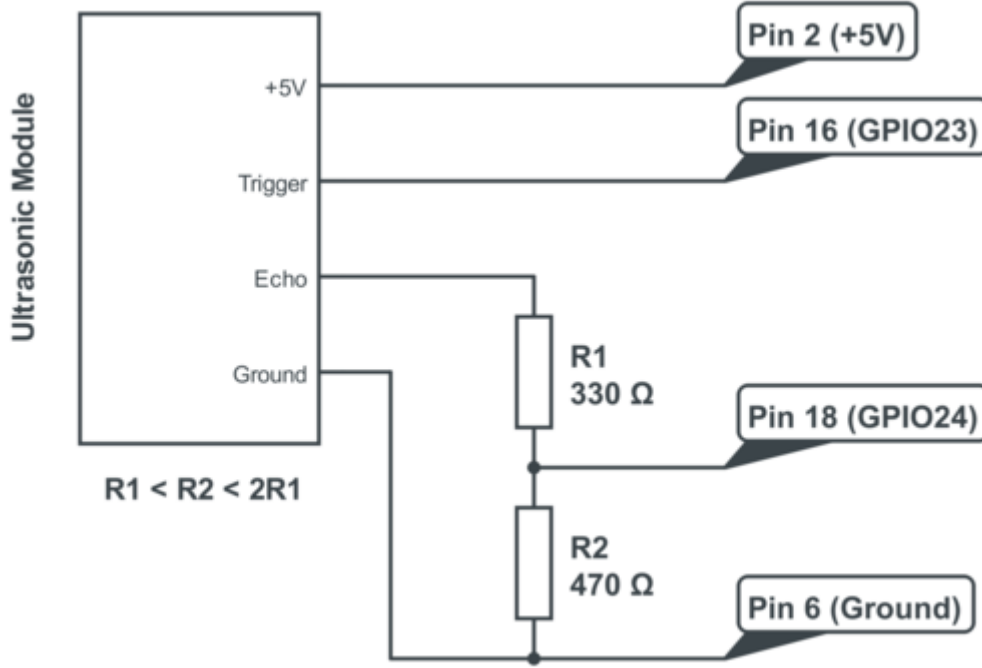 Ultrasonic Module
+5V
Trigger
Echo
Ground
R1 < R2 < 2R1
R1
330 Ω
R2
470 Ω
Pin 2 (+5V)
Pin 16 (GPIO23)
Pin 18 (GPIO24)
Pin 6 (Ground)